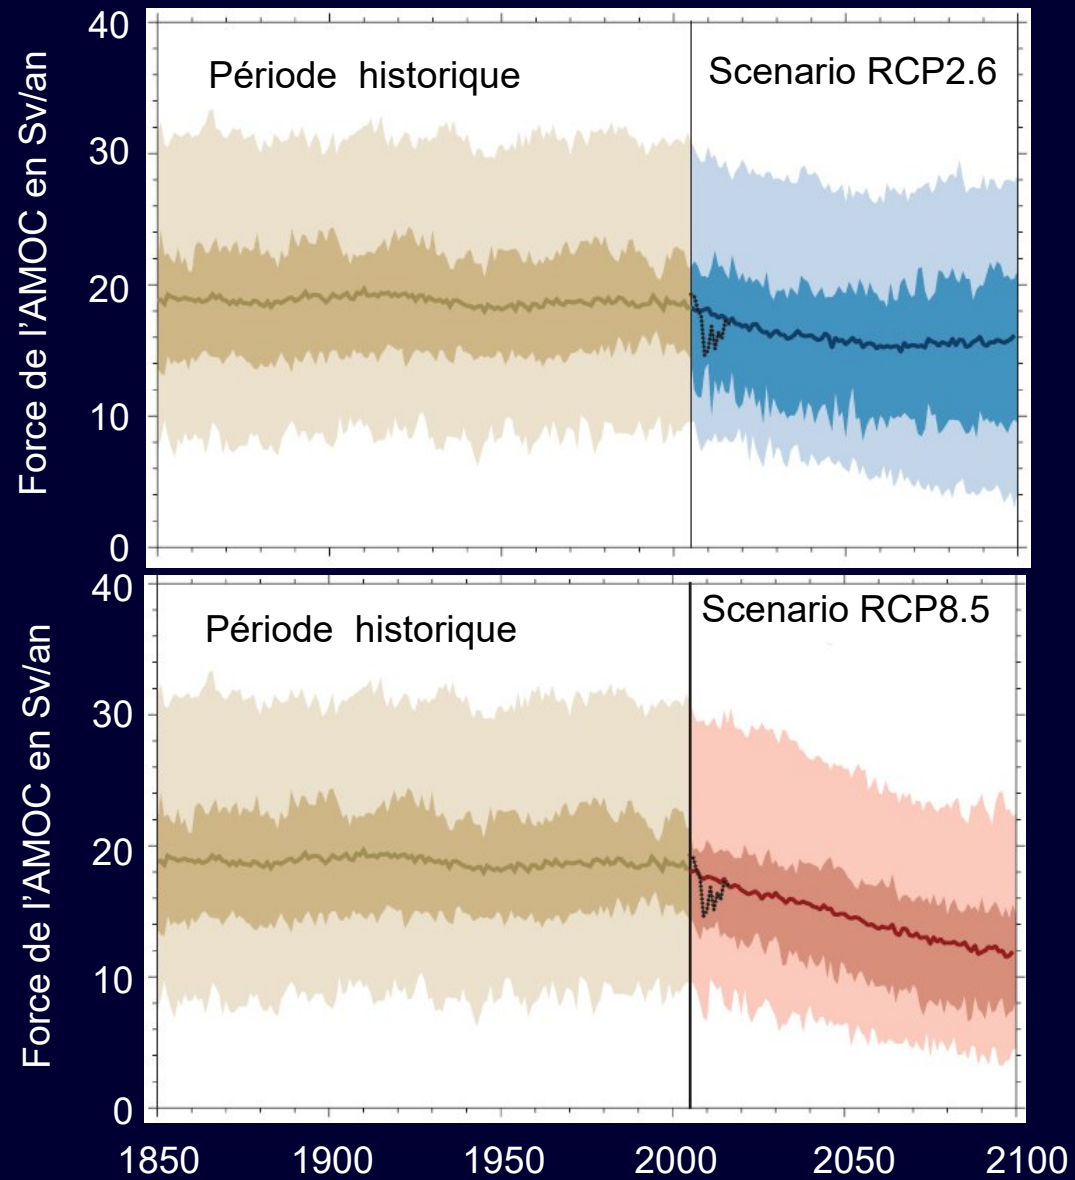 Force de l'AMOC en Sv/an
40
30
20
10
0
Période historique
Scenario RCP2.6
Force de l'AMOC en Sv/an
40
30
20
10
0
Période historique
Scenario RCP8.5
1850 1900 1950 2000 2050 2100